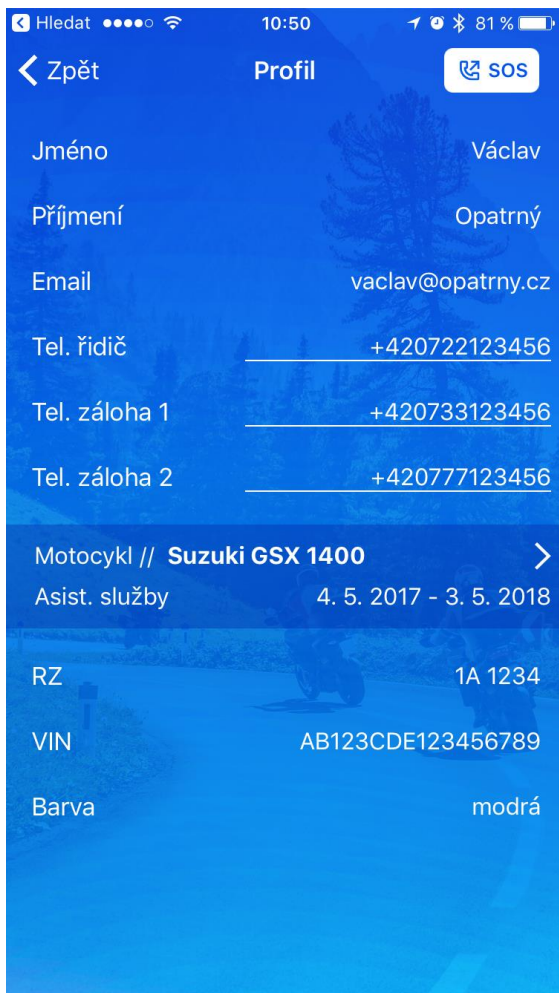 Hledat 10:50 81 %
Zpět Profil SOS
Jméno Václav
Příjmení Opatrný
Email vaclav@opatrny.cz
Tel. řidič +420722123456
Tel. záloha 1 +420733123456
Tel. záloha 2 +420777123456
Motocykl // Suzuki GSX 1400
Asist. služby 4. 5. 2017 - 3. 5. 2018
RZ 1A 1234
VIN AB123CDE123456789
Barva modrá